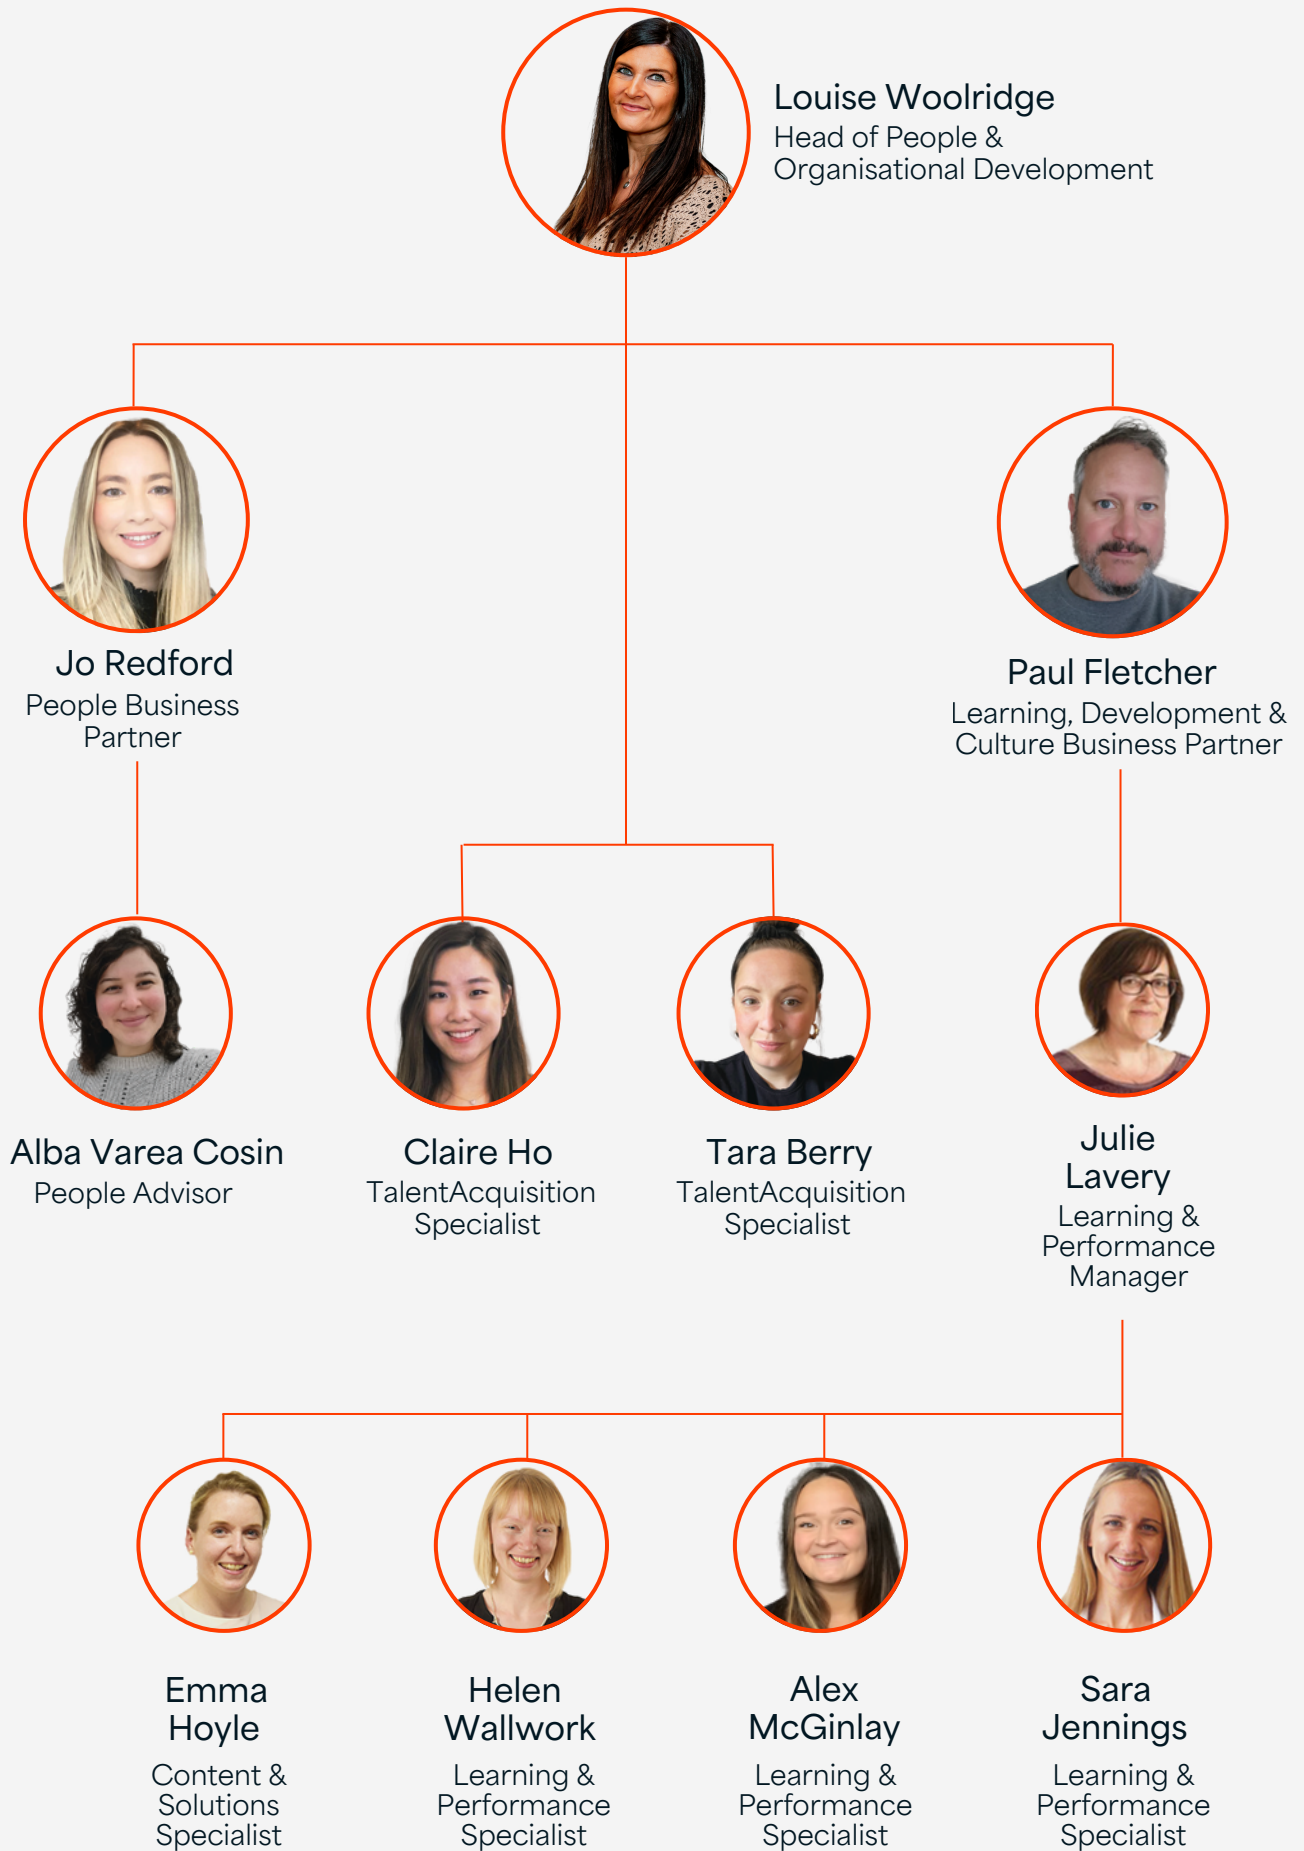 Louise Woolridge
Head of People &
Organisational Development
Jo Redford
People Business
Partner
Paul Fletcher
Learning, Development &
Culture Business Partner
Alba Varea Cosin
People Advisor
Claire Ho
TalentAcquisition
Specialist
Tara Berry
TalentAcquisition
Specialist
Julie
Lavery
Learning &
Performance
Manager
Emma
Hoyle
Content &
Solutions
Specialist
Helen
Wallwork
Learning &
Performance
Specialist
Alex
McGinlay
Learning &
Performance
Specialist
Sara
Jennings
Learning &
Performance
Specialist